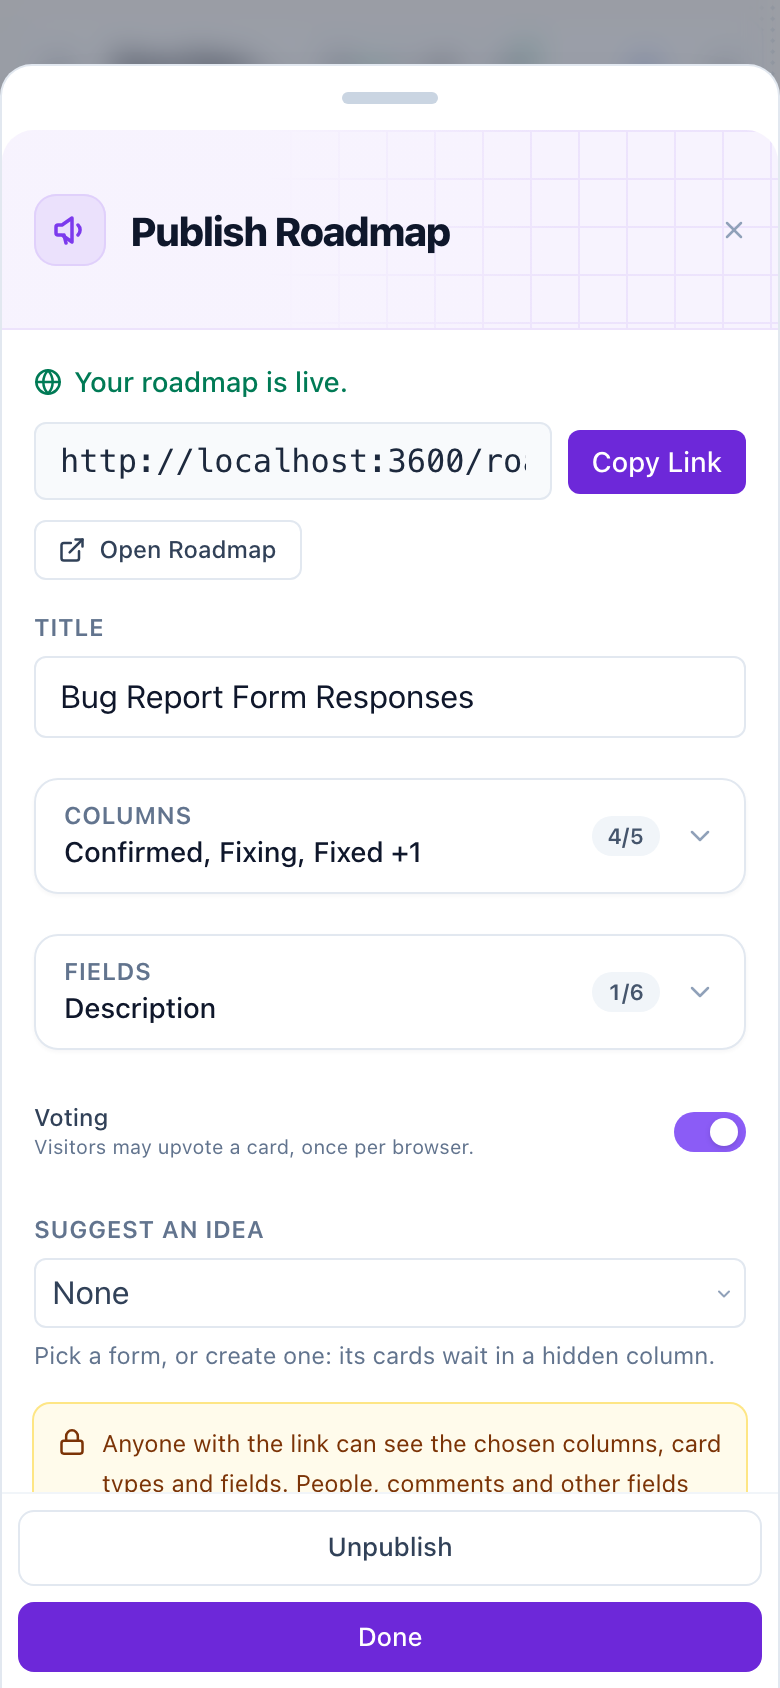 Publish Roadmap
Your roadmap is live.
http://localhost:3600/ro
Copy Link
Open Roadmap
TITLE
Bug Report Form Responses
COLUMNS
Confirmed, Fixing, Fixed +1
4/5
FIELDS
Description
1/6
Voting
Visitors may upvote a card, once per browser.
SUGGEST AN IDEA
None
Pick a form, or create one: its cards wait in a hidden column.
Anyone with the link can see the chosen columns, card
types and fields. People, comments and other fields
Unpublish
Done